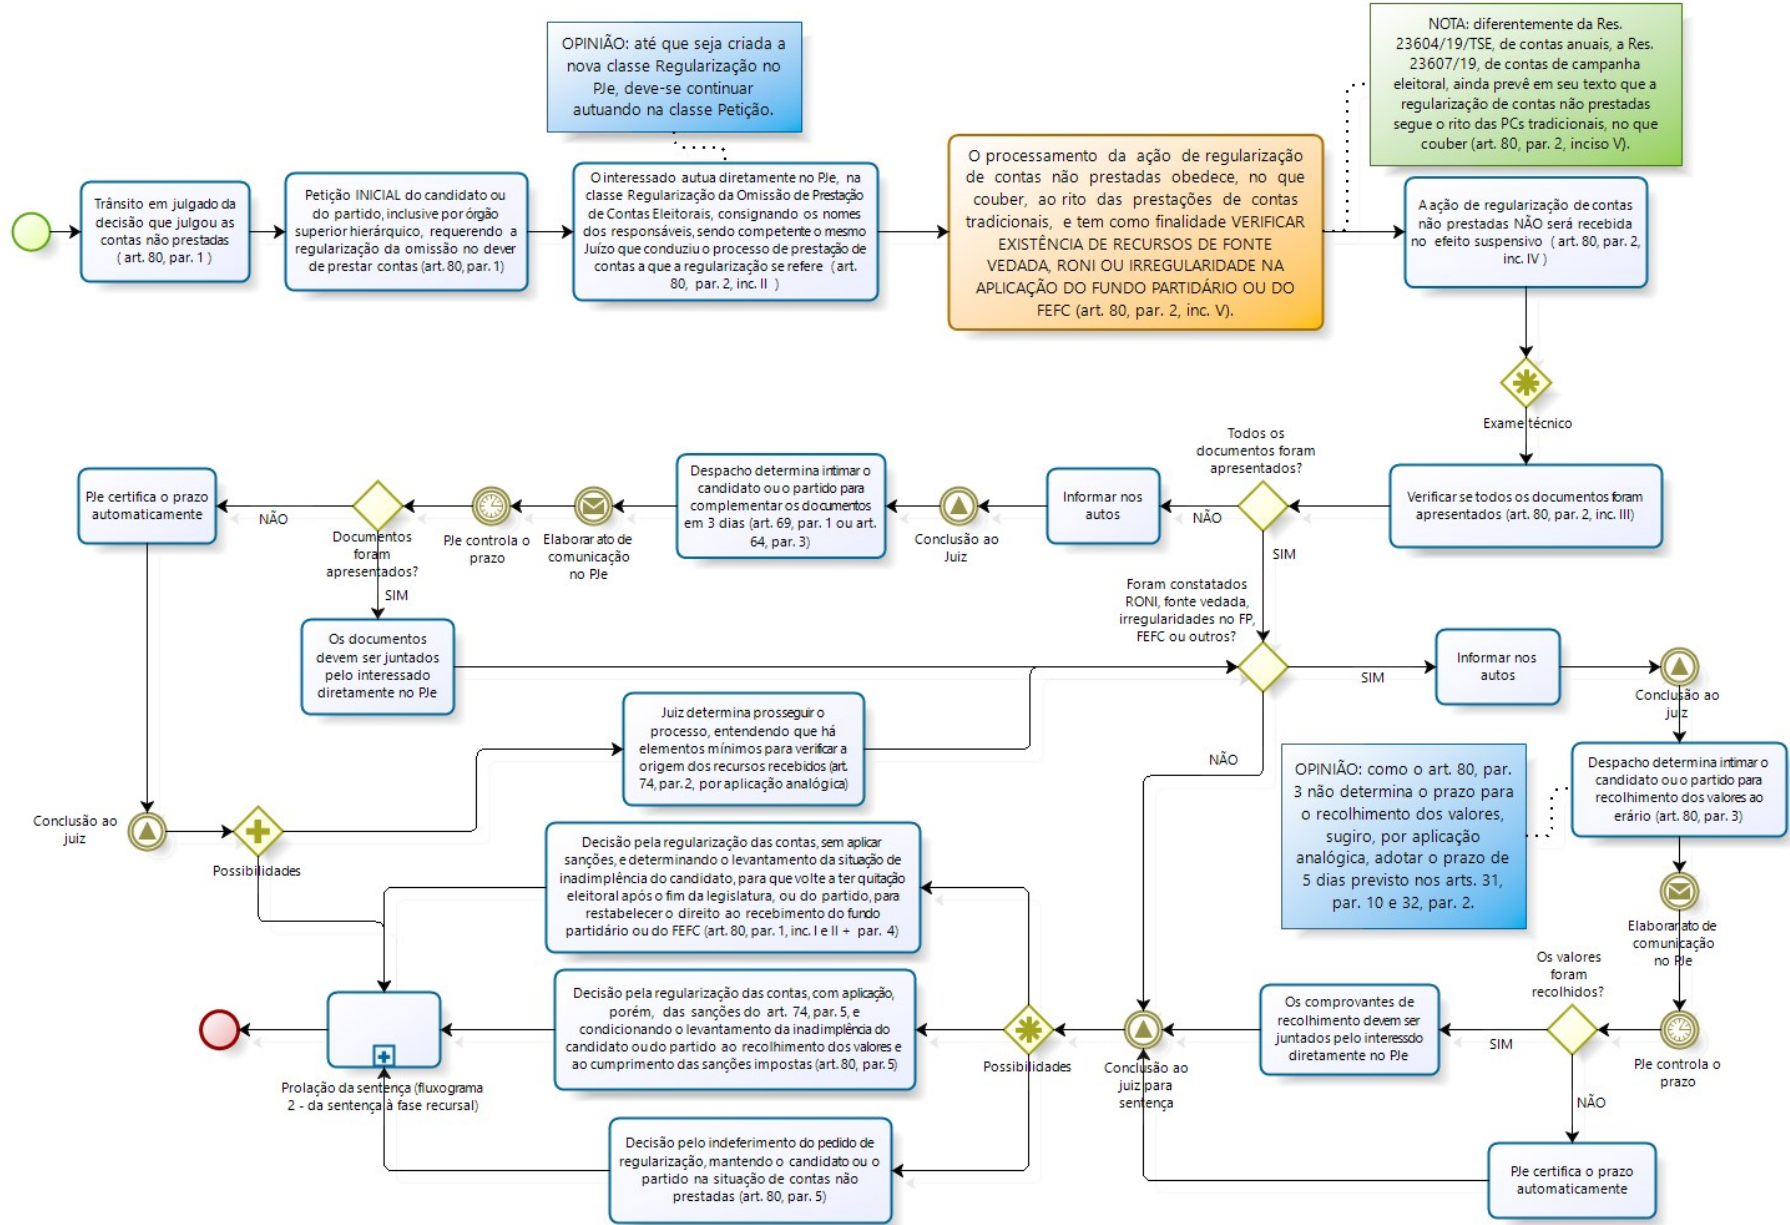 OPINIÃO: até que seja criada a
nova classe Regularização no
PJe, deve-se continuar
autuando na classe Petição.
NOTA: diferentemente da Res.
23604/19/TSE, de contas anuais, a Res.
23607/19, de contas de campanha
eleitoral, ainda prevê em seu texto que a
regularização de contas não prestadas
segue o rito das PCs tradicionais, no que
couber (art. 80, par. 2, inciso V).
Trânsito em julgado da
decisão que julgou as
contas não prestadas
( art. 80, par. 1 )
Petição INICIAL do candidato ou
do partido, inclusive por órgão
superior hierárquico, requerendo a
regularização da omissão no dever
de prestar contas (art. 80, par. 1)
O interessado autua diretamente no PJe, na
classe Regularização da Omissão de Prestação
de Contas Eleitorais, consignando os nomes
dos responsáveis, sendo competente o mesmo
Juízo que conduziu o processo de prestação de
contas a que a regularização se refere ( art.
80, par. 2, inc. II )
O processamento da ação de regularização
de contas não prestadas obedece, no que
couber, ao rito das prestações de contas
tradicionais, e tem como finalidade VERIFICAR
EXISTÊNCIA DE RECURSOS DE FONTE
VEDADA, RONI OU IRREGULARIDADE NA
APLICAÇÃO DO FUNDO PARTIDÁRIO OU DO
FEFC (art. 80, par. 2, inc. V).
A ação de regularização de contas
não prestadas NÃO será recebida
no efeito suspensivo ( art. 80, par. 2,
inc. IV )
Exame técnico
Verificar se todos os documentos foram
apresentados (art. 80, par. 2, inc. III)
Todos os
documentos foram
apresentados?
NÃO
SIM
Informar nos
autos
Conclusão ao
Juiz
Despacho determina intimar o
candidato ou o partido para
complementar os documentos
em 3 dias (art. 69, par. 1 ou art.
64, par. 3)
Elaborar ato de
comunicação
no PJe
PJe controla o
prazo
Documentos
foram
apresentados?
NÃO
SIM
PJe certifica o prazo
automaticamente
Os documentos
devem ser juntados
pelo interessado
diretamente no PJe
Foram constatados
RONI, fonte vedada,
irregularidades no FP,
FEFC ou outros?
SIM
NÃO
Informar nos
autos
Conclusão ao
juiz
Juiz determina prosseguir o
processo, entendendo que há
elementos mínimos para verificar a
origem dos recursos recebidos (art.
74, par. 2, por aplicação analógica)
OPINIÃO: como o art. 80, par.
3 não determina o prazo para
o recolhimento dos valores,
sugiro, por aplicação
analógica, adotar o prazo de
5 dias previsto nos arts. 31,
par. 10 e 32, par. 2.
Despacho determina intimar o
candidato ou o partido para
recolhimento dos valores ao
erário (art. 80, par. 3)
Conclusão ao
juiz
Possibilidades
Decisão pela regularização das contas, sem aplicar
sanções, e determinando o levantamento da situação de
inadimplência do candidato, para que volte a ter quitação
eleitoral após o fim da legislatura, ou do partido, para
restabelecer o direito ao recebimento do fundo
partidário ou do FEFC (art. 80, par. 1, inc. I e II + par. 4)
Elaborar ato de
comunicação
no PJe
Os valores
foram
recolhidos?
SIM
NÃO
PJe controla o
prazo
Os comprovantes de
recolhimento devem ser
juntados pelo interessdo
diretamente no PJe
Conclusão ao
juiz para
sentença
Possibilidades
Decisão pela regularização das contas, com aplicação,
porém, das sanções do art. 74, par. 5, e
condicionando o levantamento da inadimplência do
candidato ou do partido ao recolhimento dos valores e
ao cumprimento das sanções impostas (art. 80, par. 5)
Prolação da sentença (fluxograma
2 - da sentença à fase recursal)
Decisão pelo indeferimento do pedido de
regularização, mantendo o candidato ou o
partido na situação de contas não
prestadas (art. 80, par. 5)
PJe certifica o prazo
automaticamente